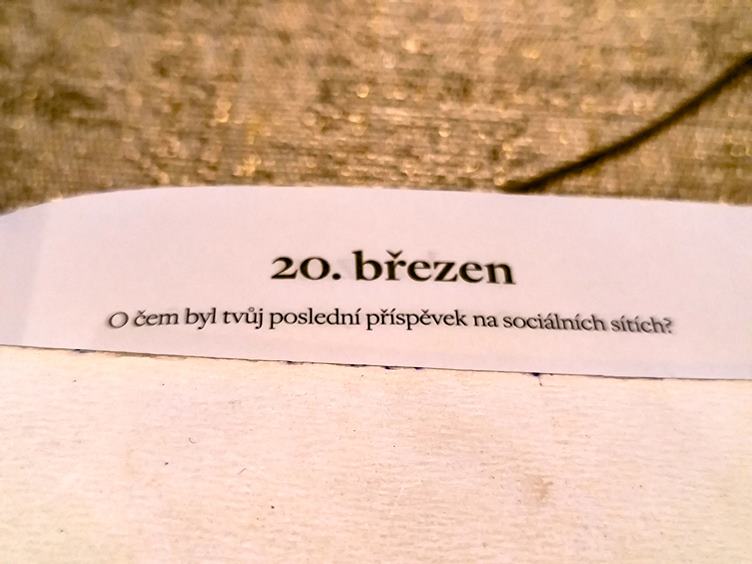 20. březen
O čem byl tvůj poslední příspěvek na sociálních sítích?